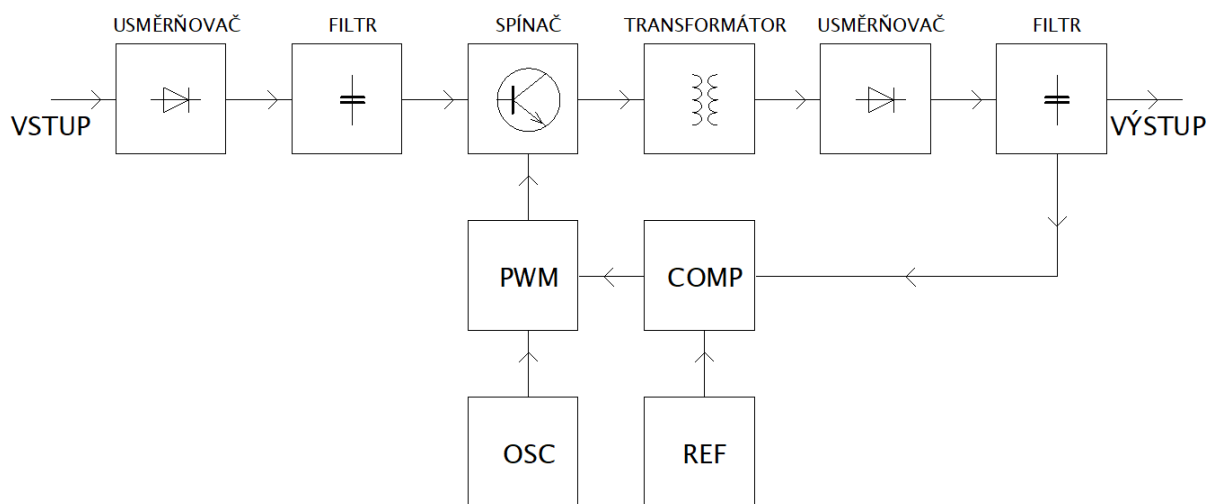 USMĚRŇOVAČ
FILTR
SPÍNAČ
TRANSFORMÁTOR
USMĚRŇOVAČ
FILTR
VSTUP
VÝSTUP
PWM
COMP
OSC
REF